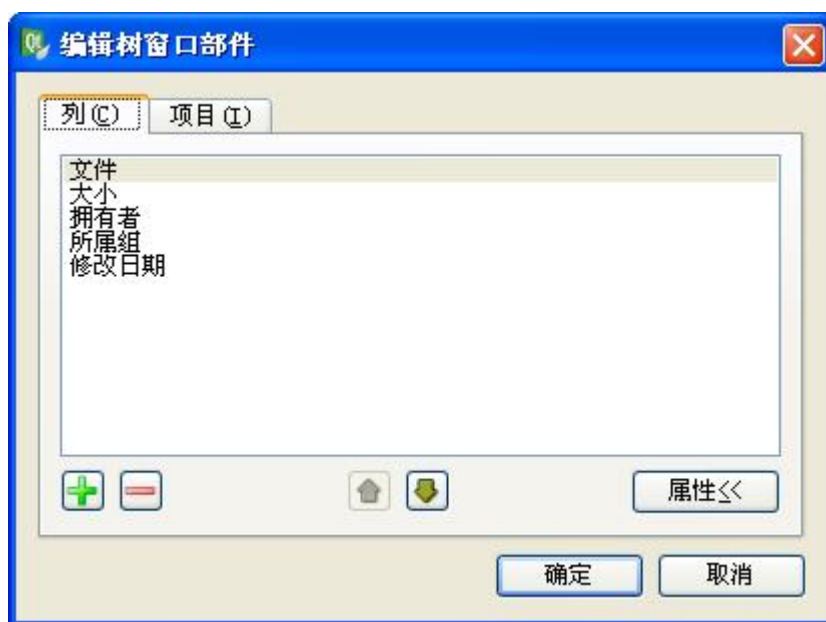 编辑树窗口部件
列(C) 项目(I)
文件
大小
拥有者
所属组
修改日期
属性<<
确定 取消